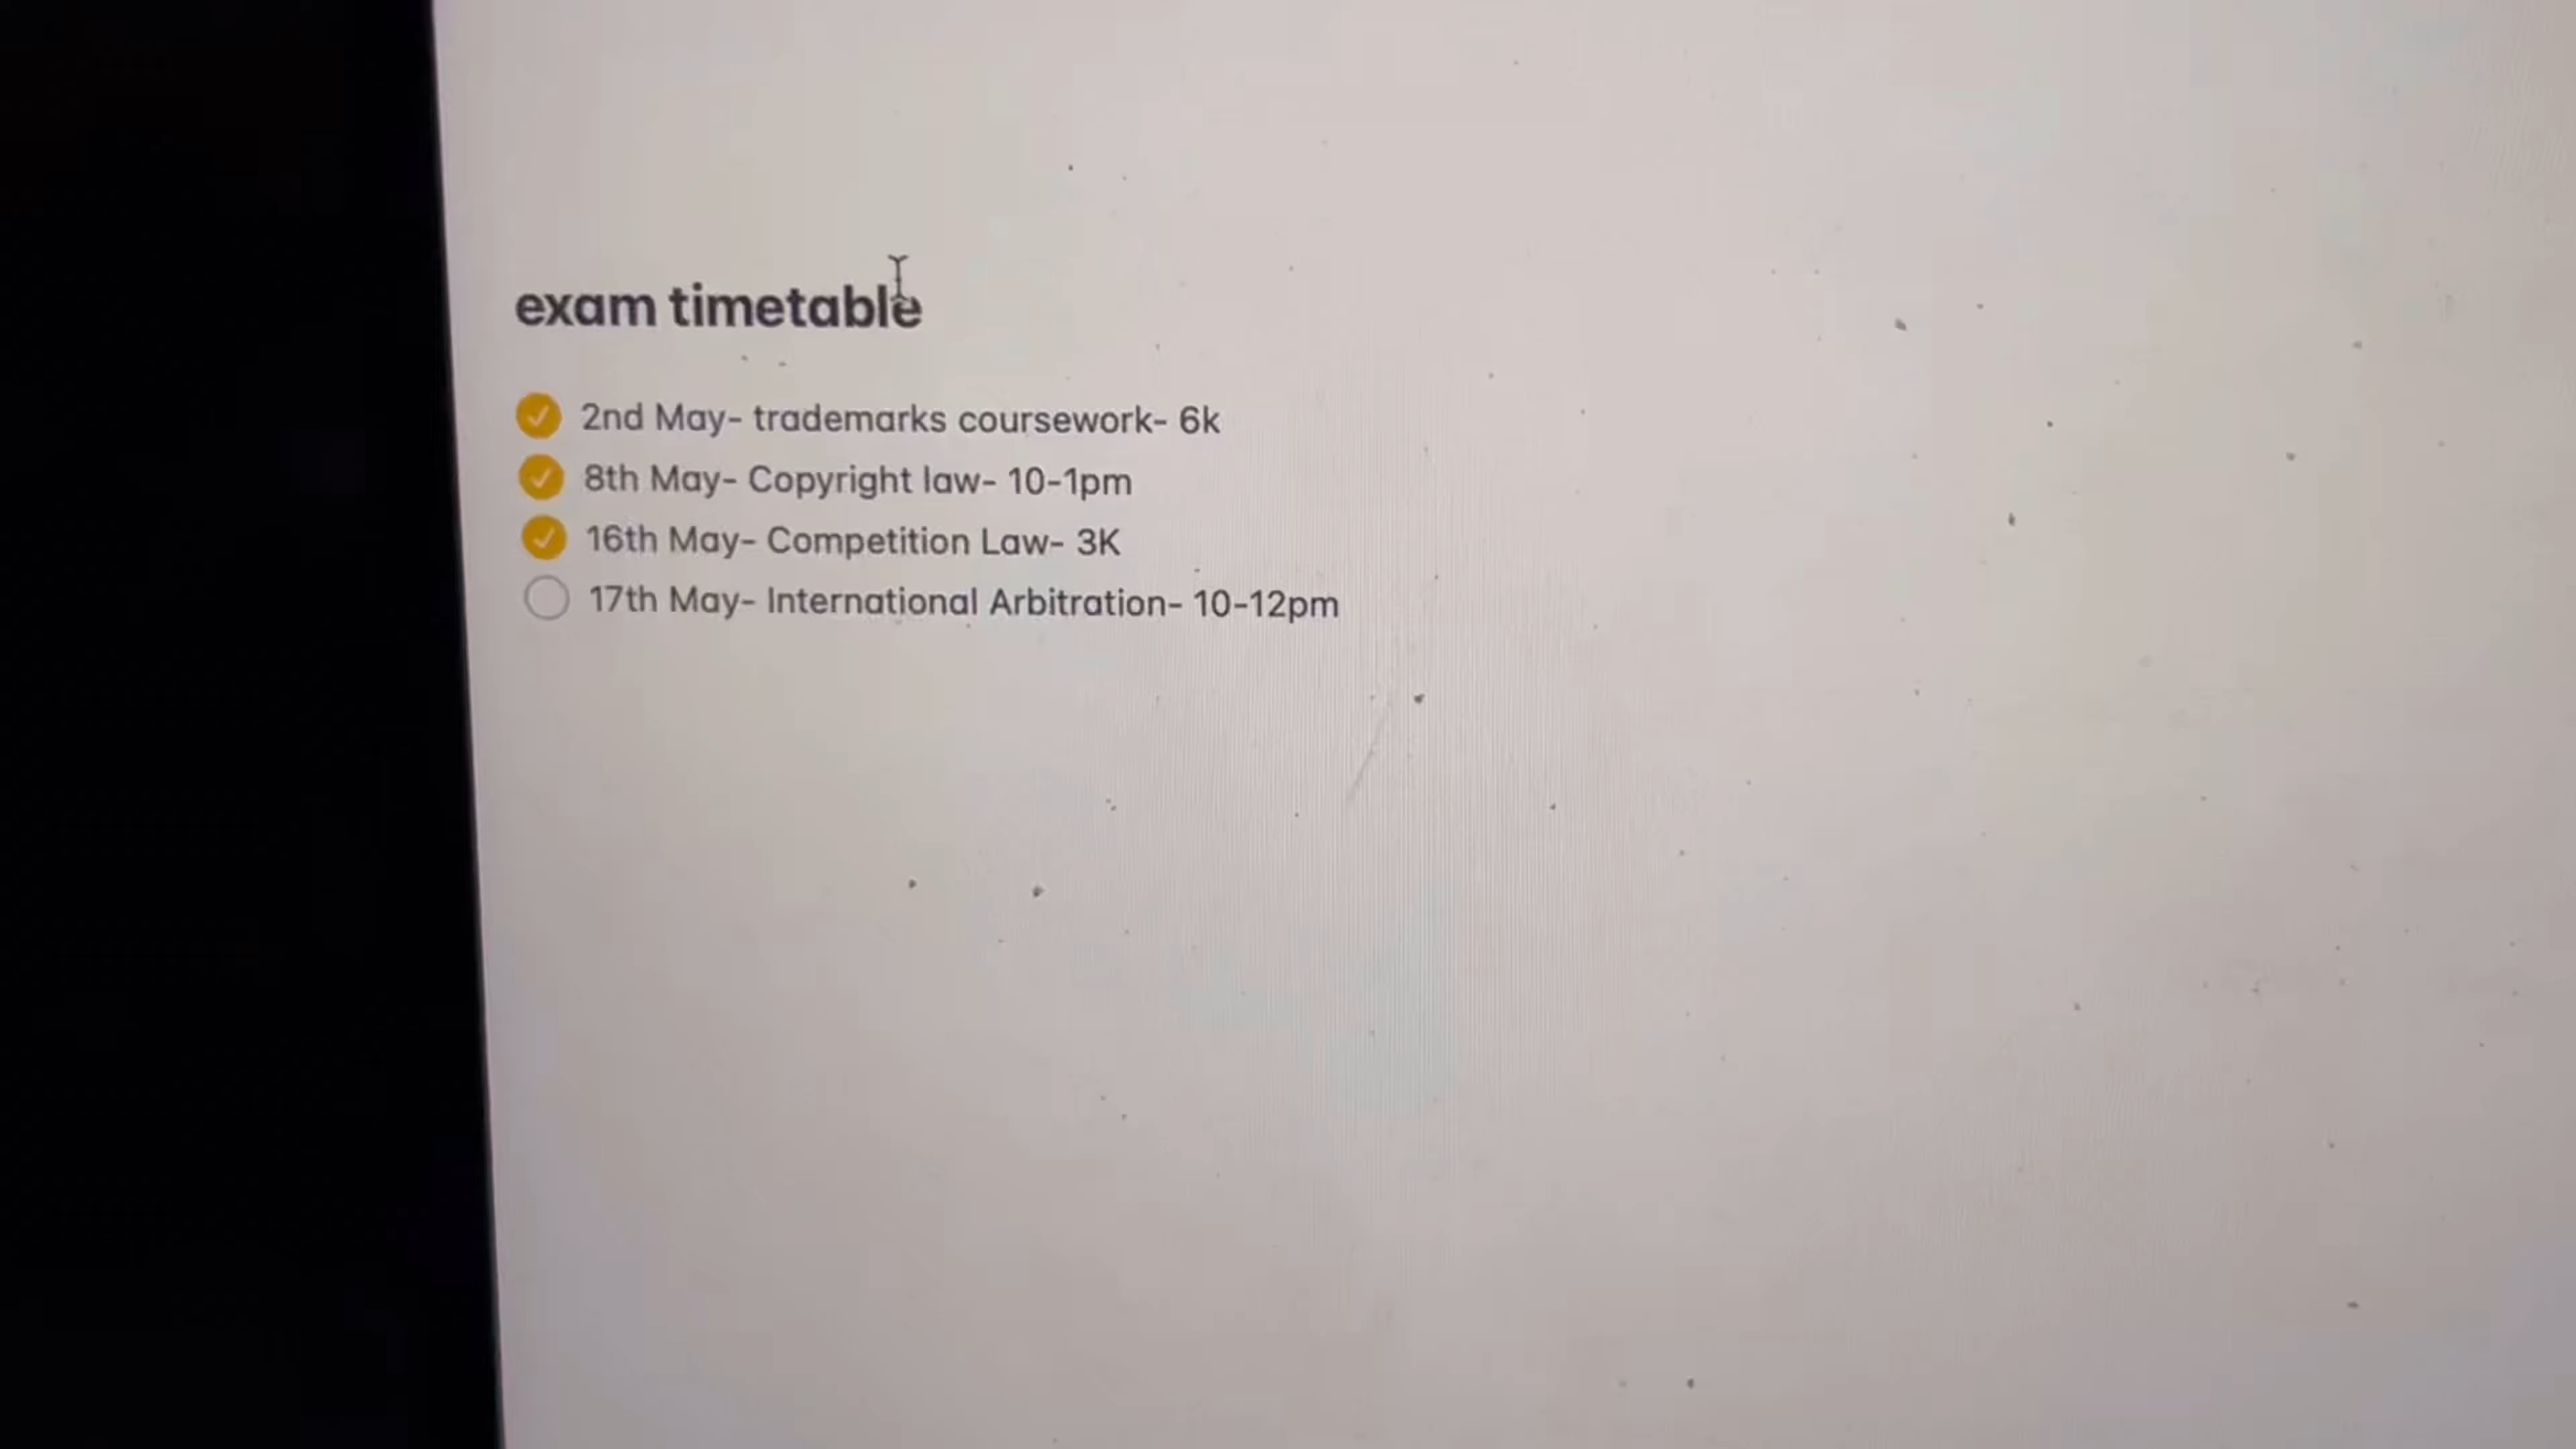 exam timetable
2nd May- trademarks coursework- 6k
8th May- Copyright law- 10-1pm
16th May- Competition Law- 3K
17th May- International Arbitration- 10-12pm